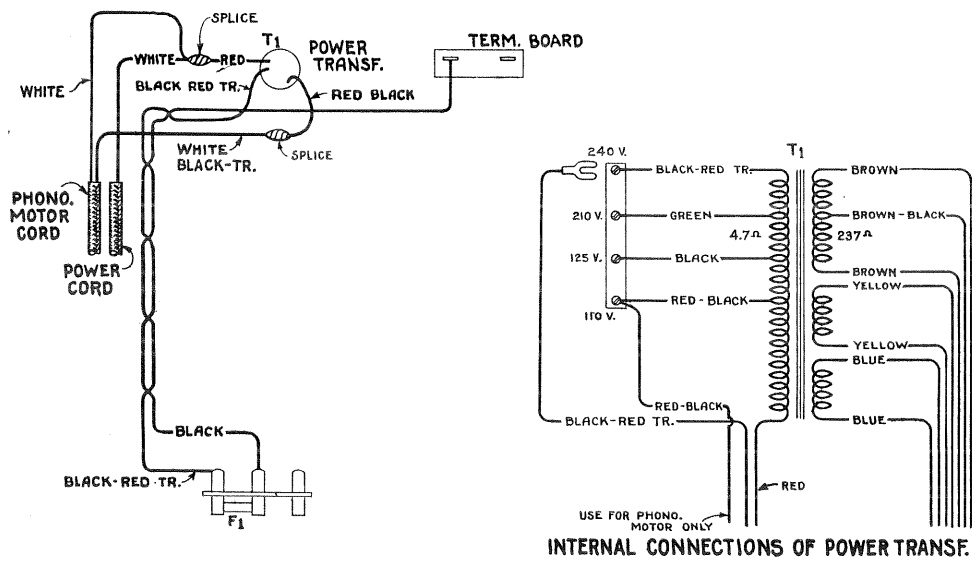 SPLICE
T1
POWER
TRANSF.
TERM. BOARD
WHITE
RED
BLACK RED TR.
RED BLACK
WHITE
WHITE
BLACK-TR.
SPLICE
PHONO.
MOTOR
CORD
POWER
CORD
BLACK
BLACK-RED TR.
F1
240 V.
BLACK-RED TR.
T1
BROWN
210 V.
GREEN
BROWN-BLACK
4.7Ω
237Ω
125 V.
BLACK
BROWN
YELLOW
RED-BLACK
110 V.
YELLOW
BLUE
RED-BLACK
BLACK-RED TR.
BLUE
RED
USE FOR PHONO.
MOTOR ONLY
INTERNAL CONNECTIONS OF POWER TRANSF.